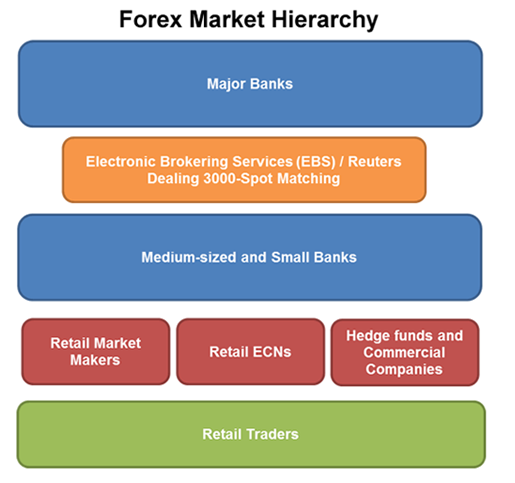 Forex Market Hierarchy
Major Banks
Electronic Brokering Services (EBS) / Reuters
Dealing 3000-Spot Matching
Medium-sized and Small Banks
Retail Market
Makers
Retail ECNs
Hedge funds and
Commercial
Companies
Retail Traders